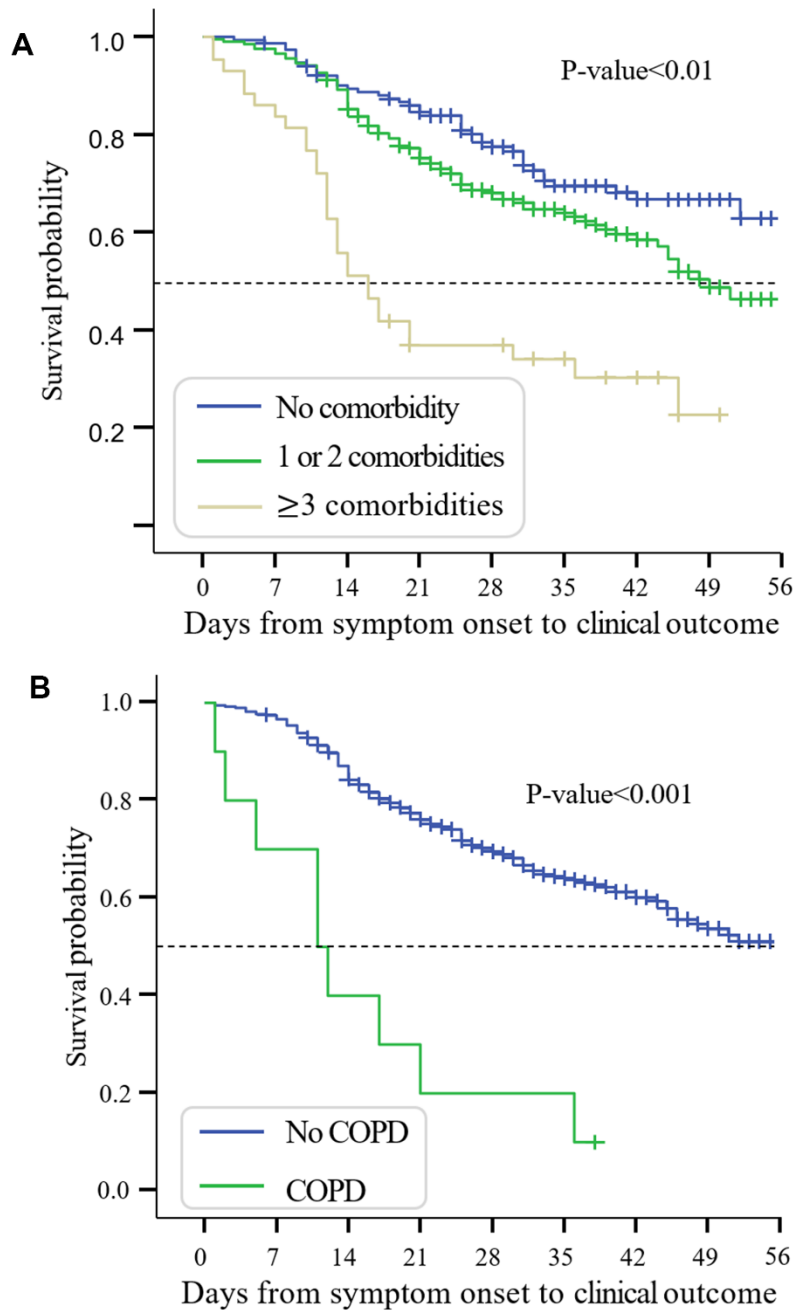 A
1.0
P-value<0.01
0.8
0.6
0.4
0.2
Survival probability
No comorbidity
1 or 2 comorbidities
≥3 comorbidities
0 7 14 21 28 35 42 49 56
Days from symptom onset to clinical outcome
B
1.0
P-value<0.001
0.8
0.6
0.4
0.2
0.0
Survival probability
No COPD
COPD
0 7 14 21 28 35 42 49 56
Days from symptom onset to clinical outcome